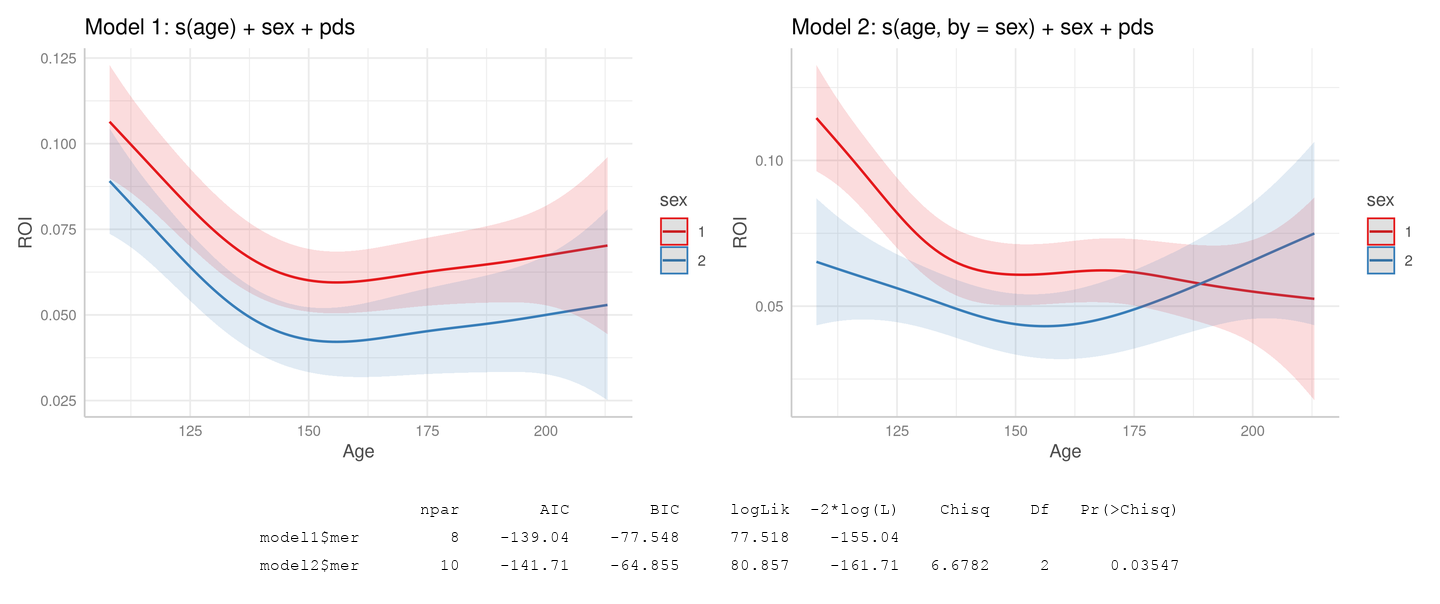 Model 1: s(age) + sex + pds
0.125
0.100
0.075
0.050
0.025
ROI
125 150 175 200
Age
sex
1
2
Model 2: s(age, by = sex) + sex + pds
0.10
0.05
ROI
125 150 175 200
Age
sex
1
2
npar AIC BIC logLik -2*log(L) Chisq Df Pr(>Chisq)
model1$mer 8 -139.04 -77.548 77.518 -155.04
model2$mer 10 -141.71 -64.855 80.857 -161.71 6.6782 2 0.03547